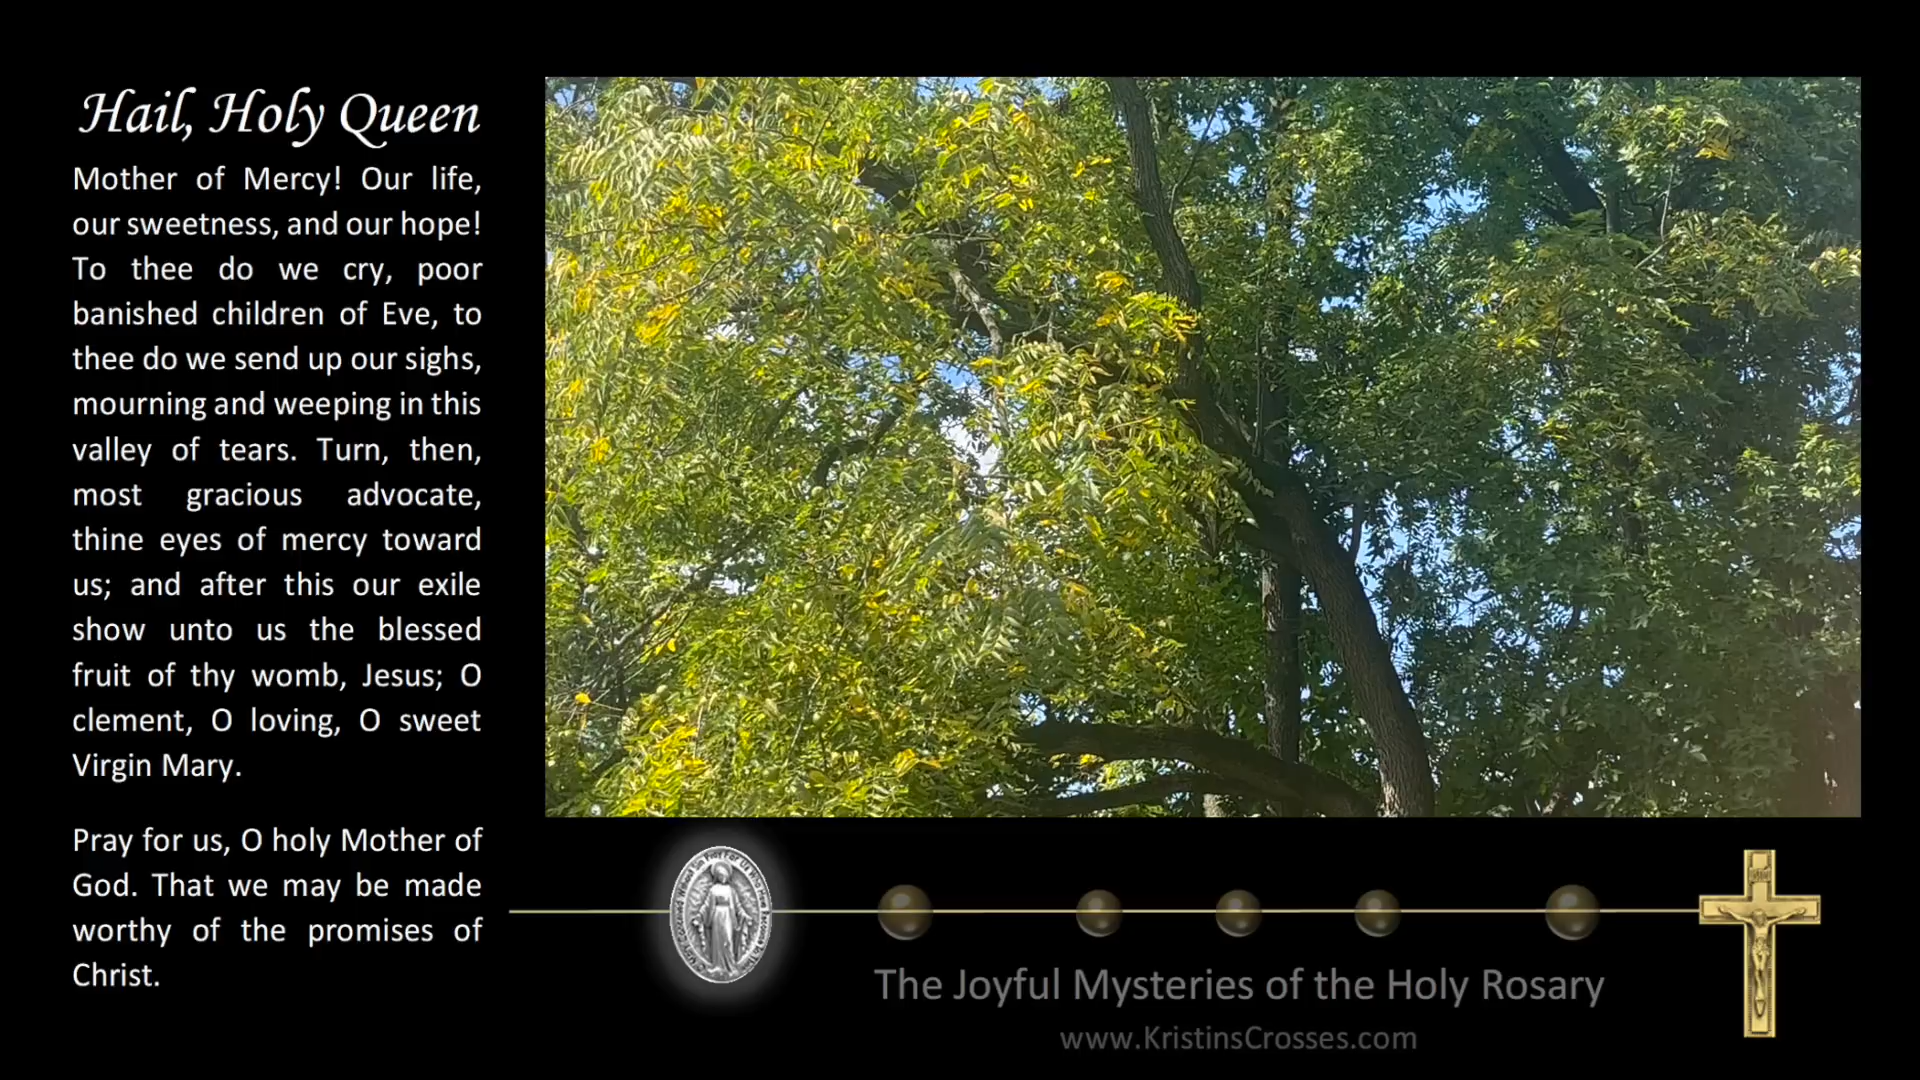 Hail, Holy Queen
Mother of Mercy! Our life,
our sweetness, and our hope!
To thee do we cry, poor
banished children of Eve, to
thee do we send up our sighs,
mourning and weeping in this
valley of tears. Turn, then,
most gracious advocate,
thine eyes of mercy toward
us; and after this our exile
show unto us the blessed
fruit of thy womb, Jesus; O
clement, O loving, O sweet
Virgin Mary.
Pray for us, O holy Mother of
God. That we may be made
worthy of the promises of
Christ.
The Joyful Mysteries of the Holy Rosary
www.KristinsCrosses.com